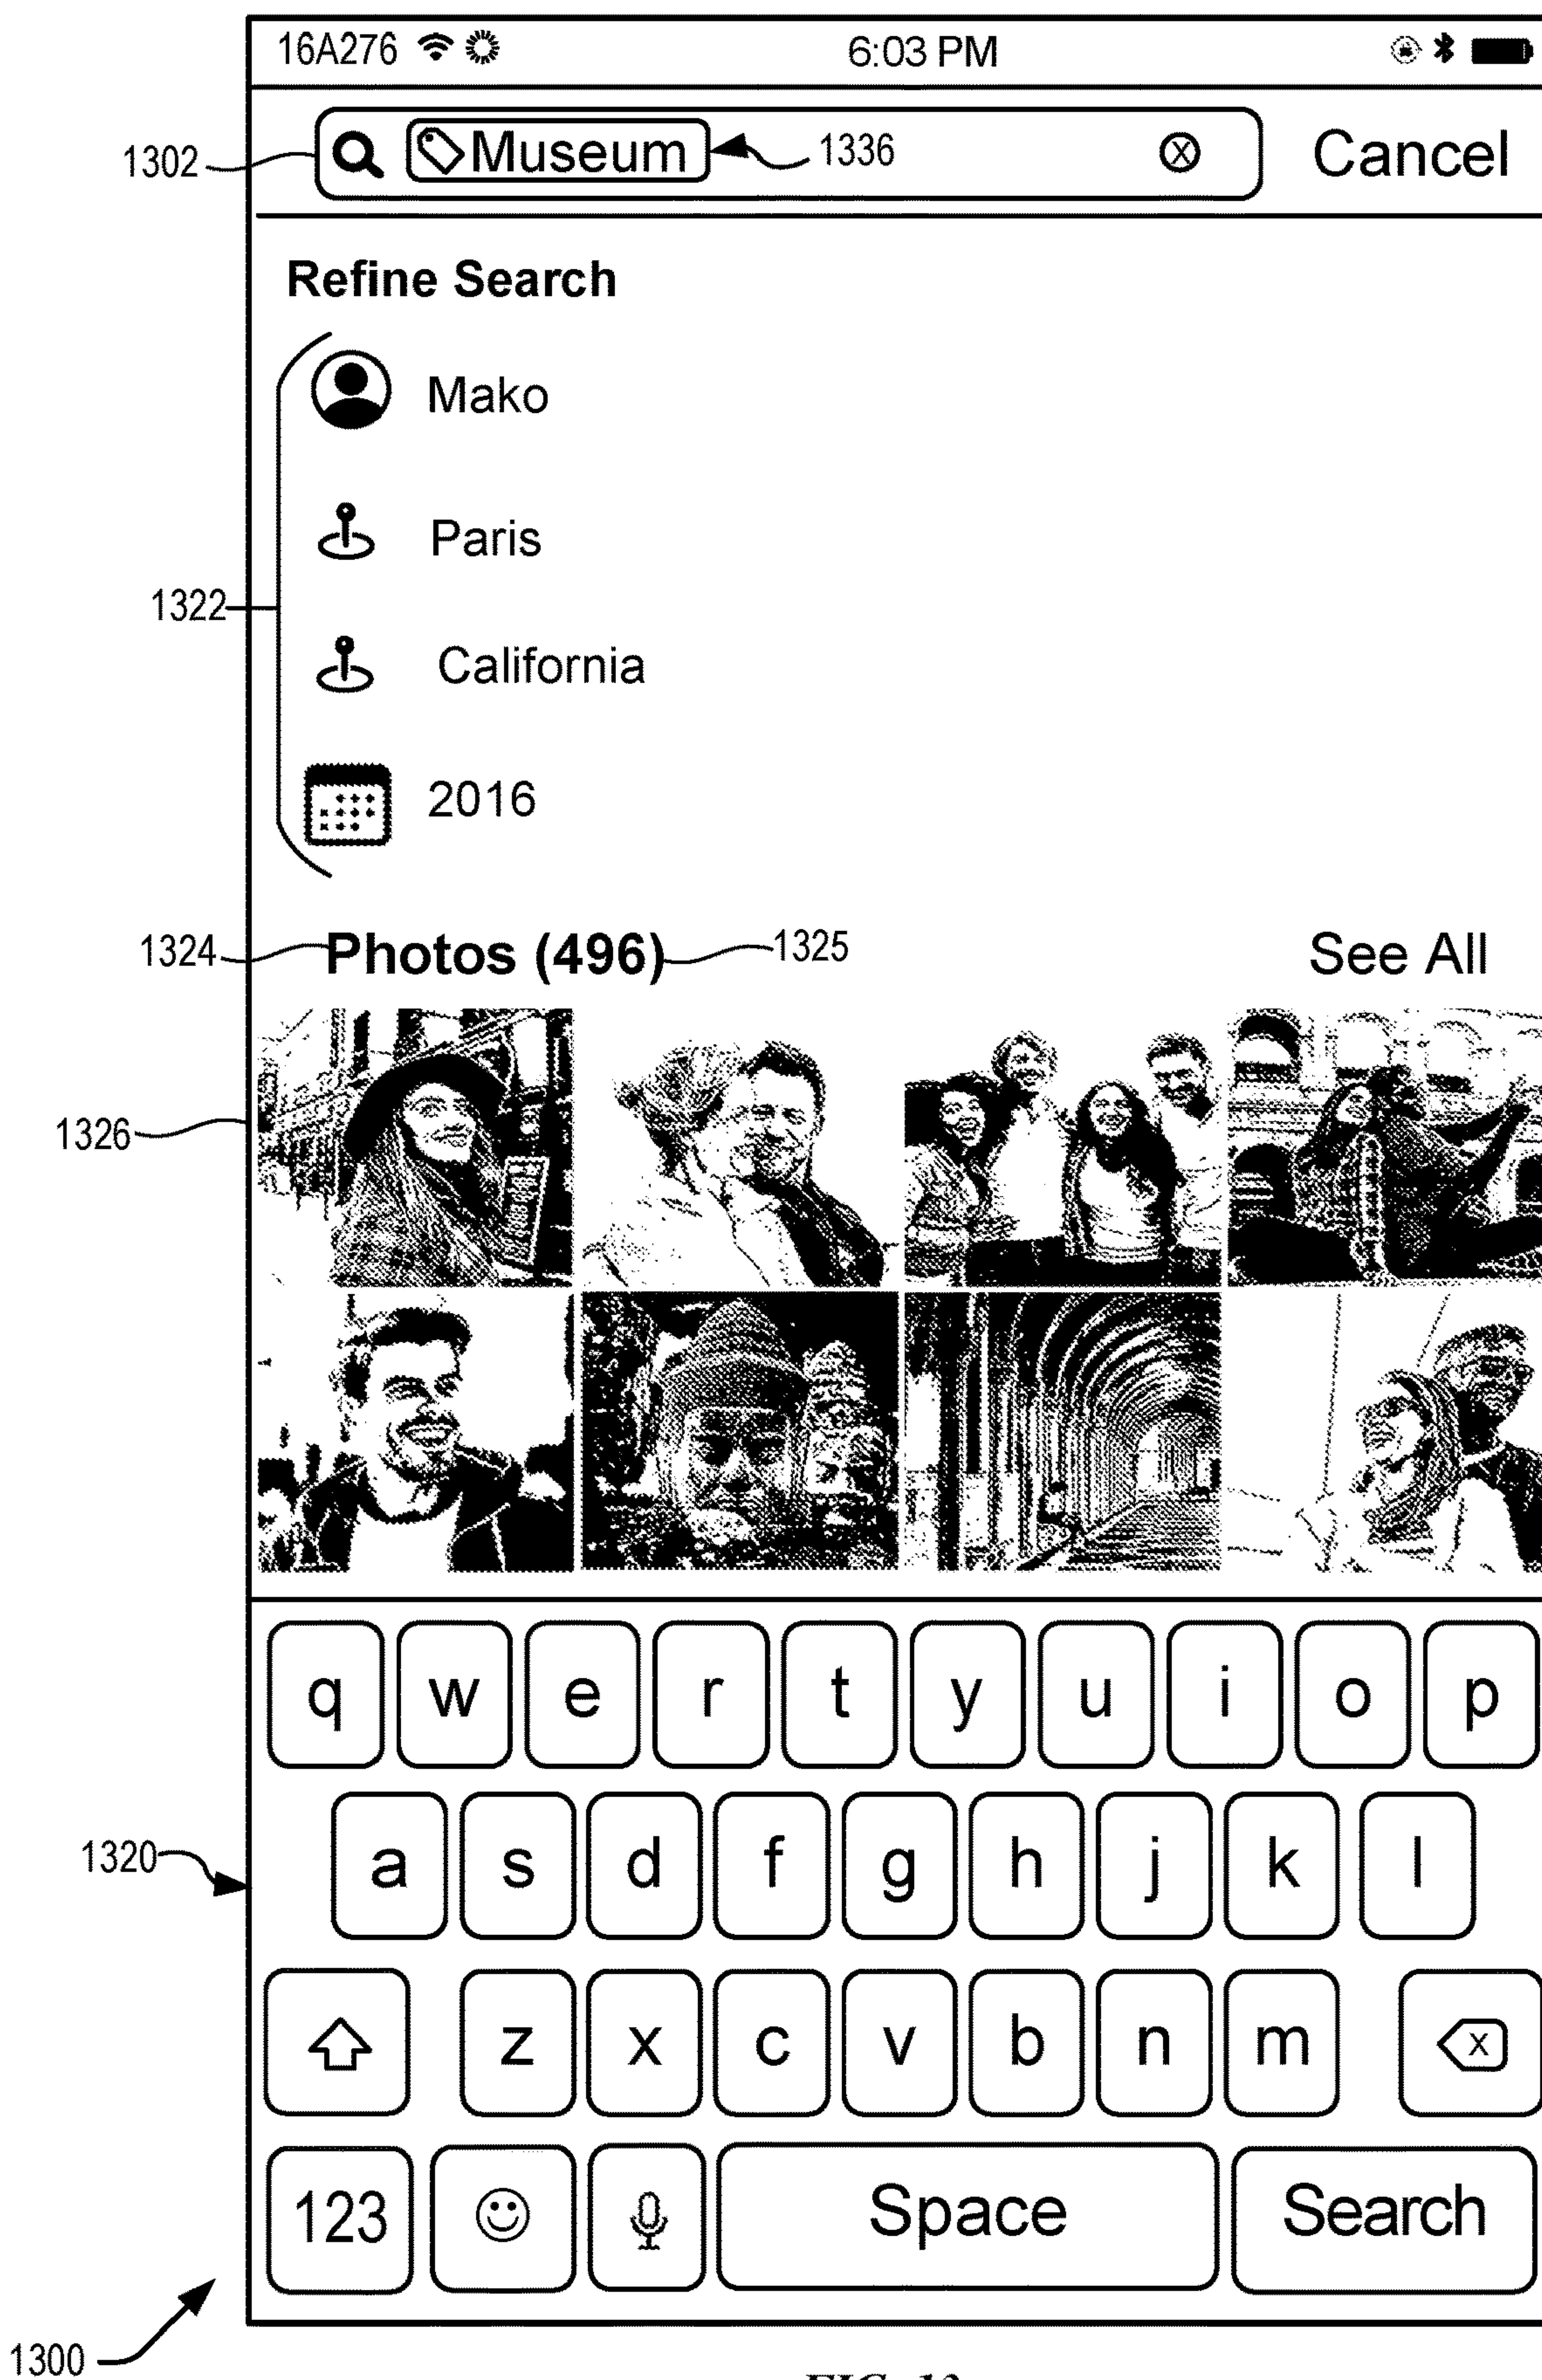 16A276 6:03 PM
1302 Museum 1336 X Cancel
Refine Search
Mako
Paris
1322
California
2016
1324 Photos (496) 1325 See All
1326
q w e r t y u i o p
1320 a s d f g h j k l
z x c v b n m x
123 Space Search
1300